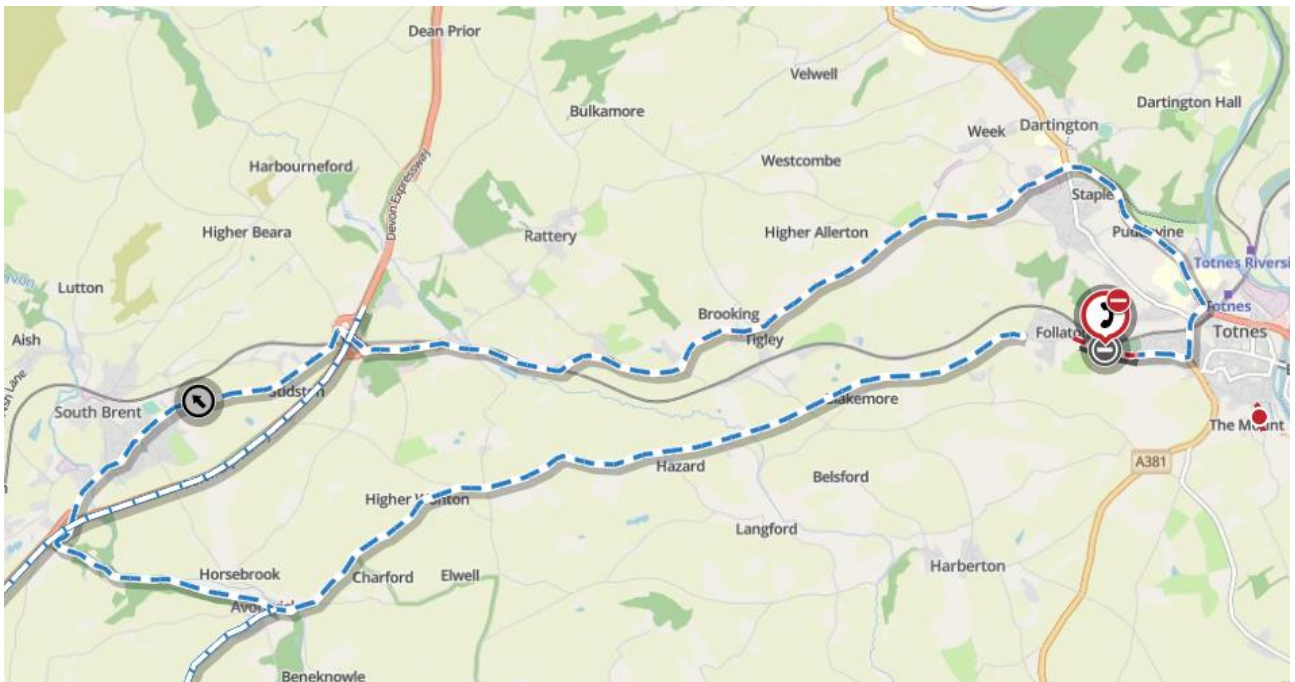 Dean Prior
Velwell
Dartington Hall
Bulkamore
Week
Dartington
Devon Expressway
Westcombe
Harbourneford
Staple
Higher Beara
Rattery
Higher Allerton
Totnes Riversi
Lutton
Brooking
Totnes
Aish
Tigley
Totnes
South Brent
The Mount
Hazard
A381
Belsford
Higher
Langford
Harberton
Horsebrook
Charford
Elwell
Beneknowle